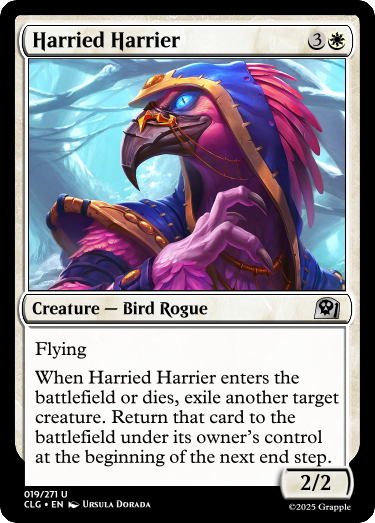 Harried Harrier 3
Creature — Bird Rogue
Flying
When Harried Harrier enters the
battlefield or dies, exile another target
creature. Return that card to the
battlefield under its owner's control
at the beginning of the next end step.
2/2
019/271 U
CLG • EN Ursula Dorada
©2025 Grapple